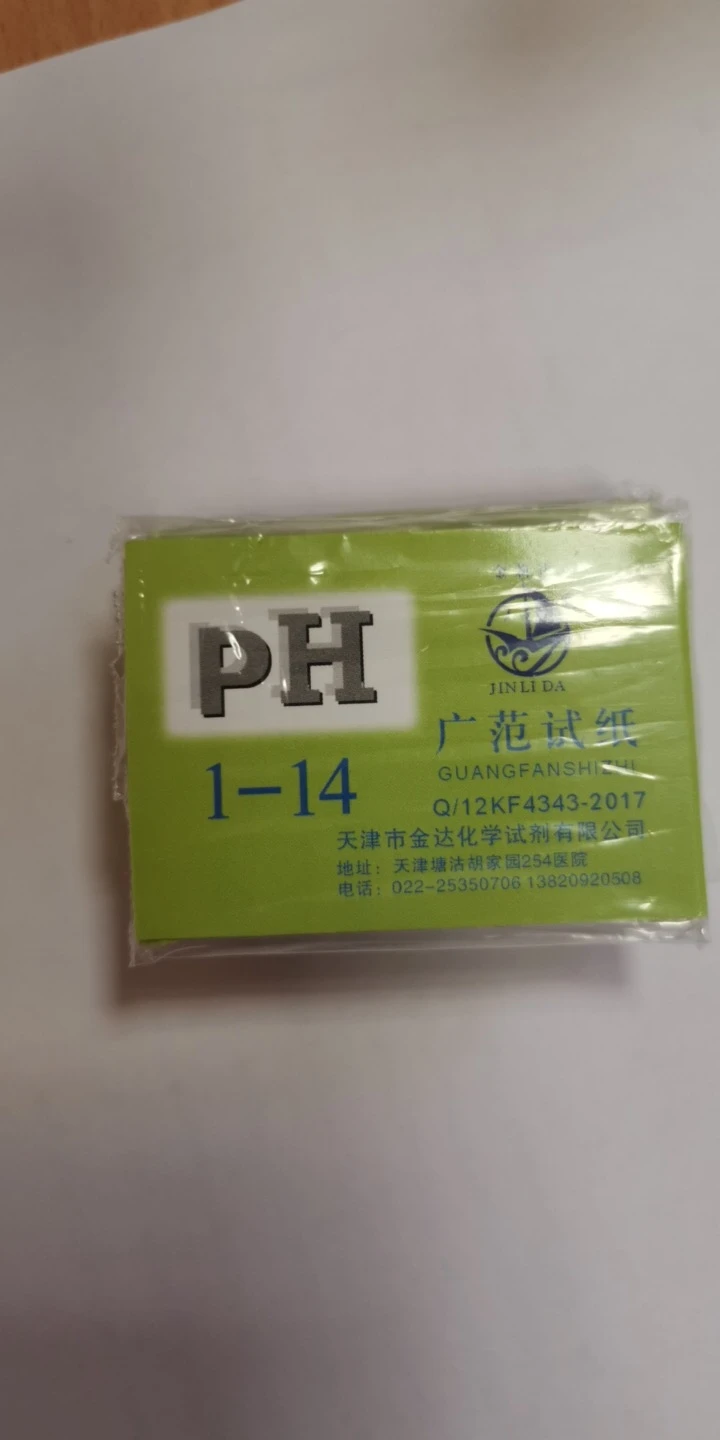 pH
1-14
JINLI DA
广范试纸
GUANGFANSHIZHI
Q/12KF4343-2017
天津市金达化学试剂有限公司
地址：天津塘沽胡家园254医院
电话：022-25350706 13820920508